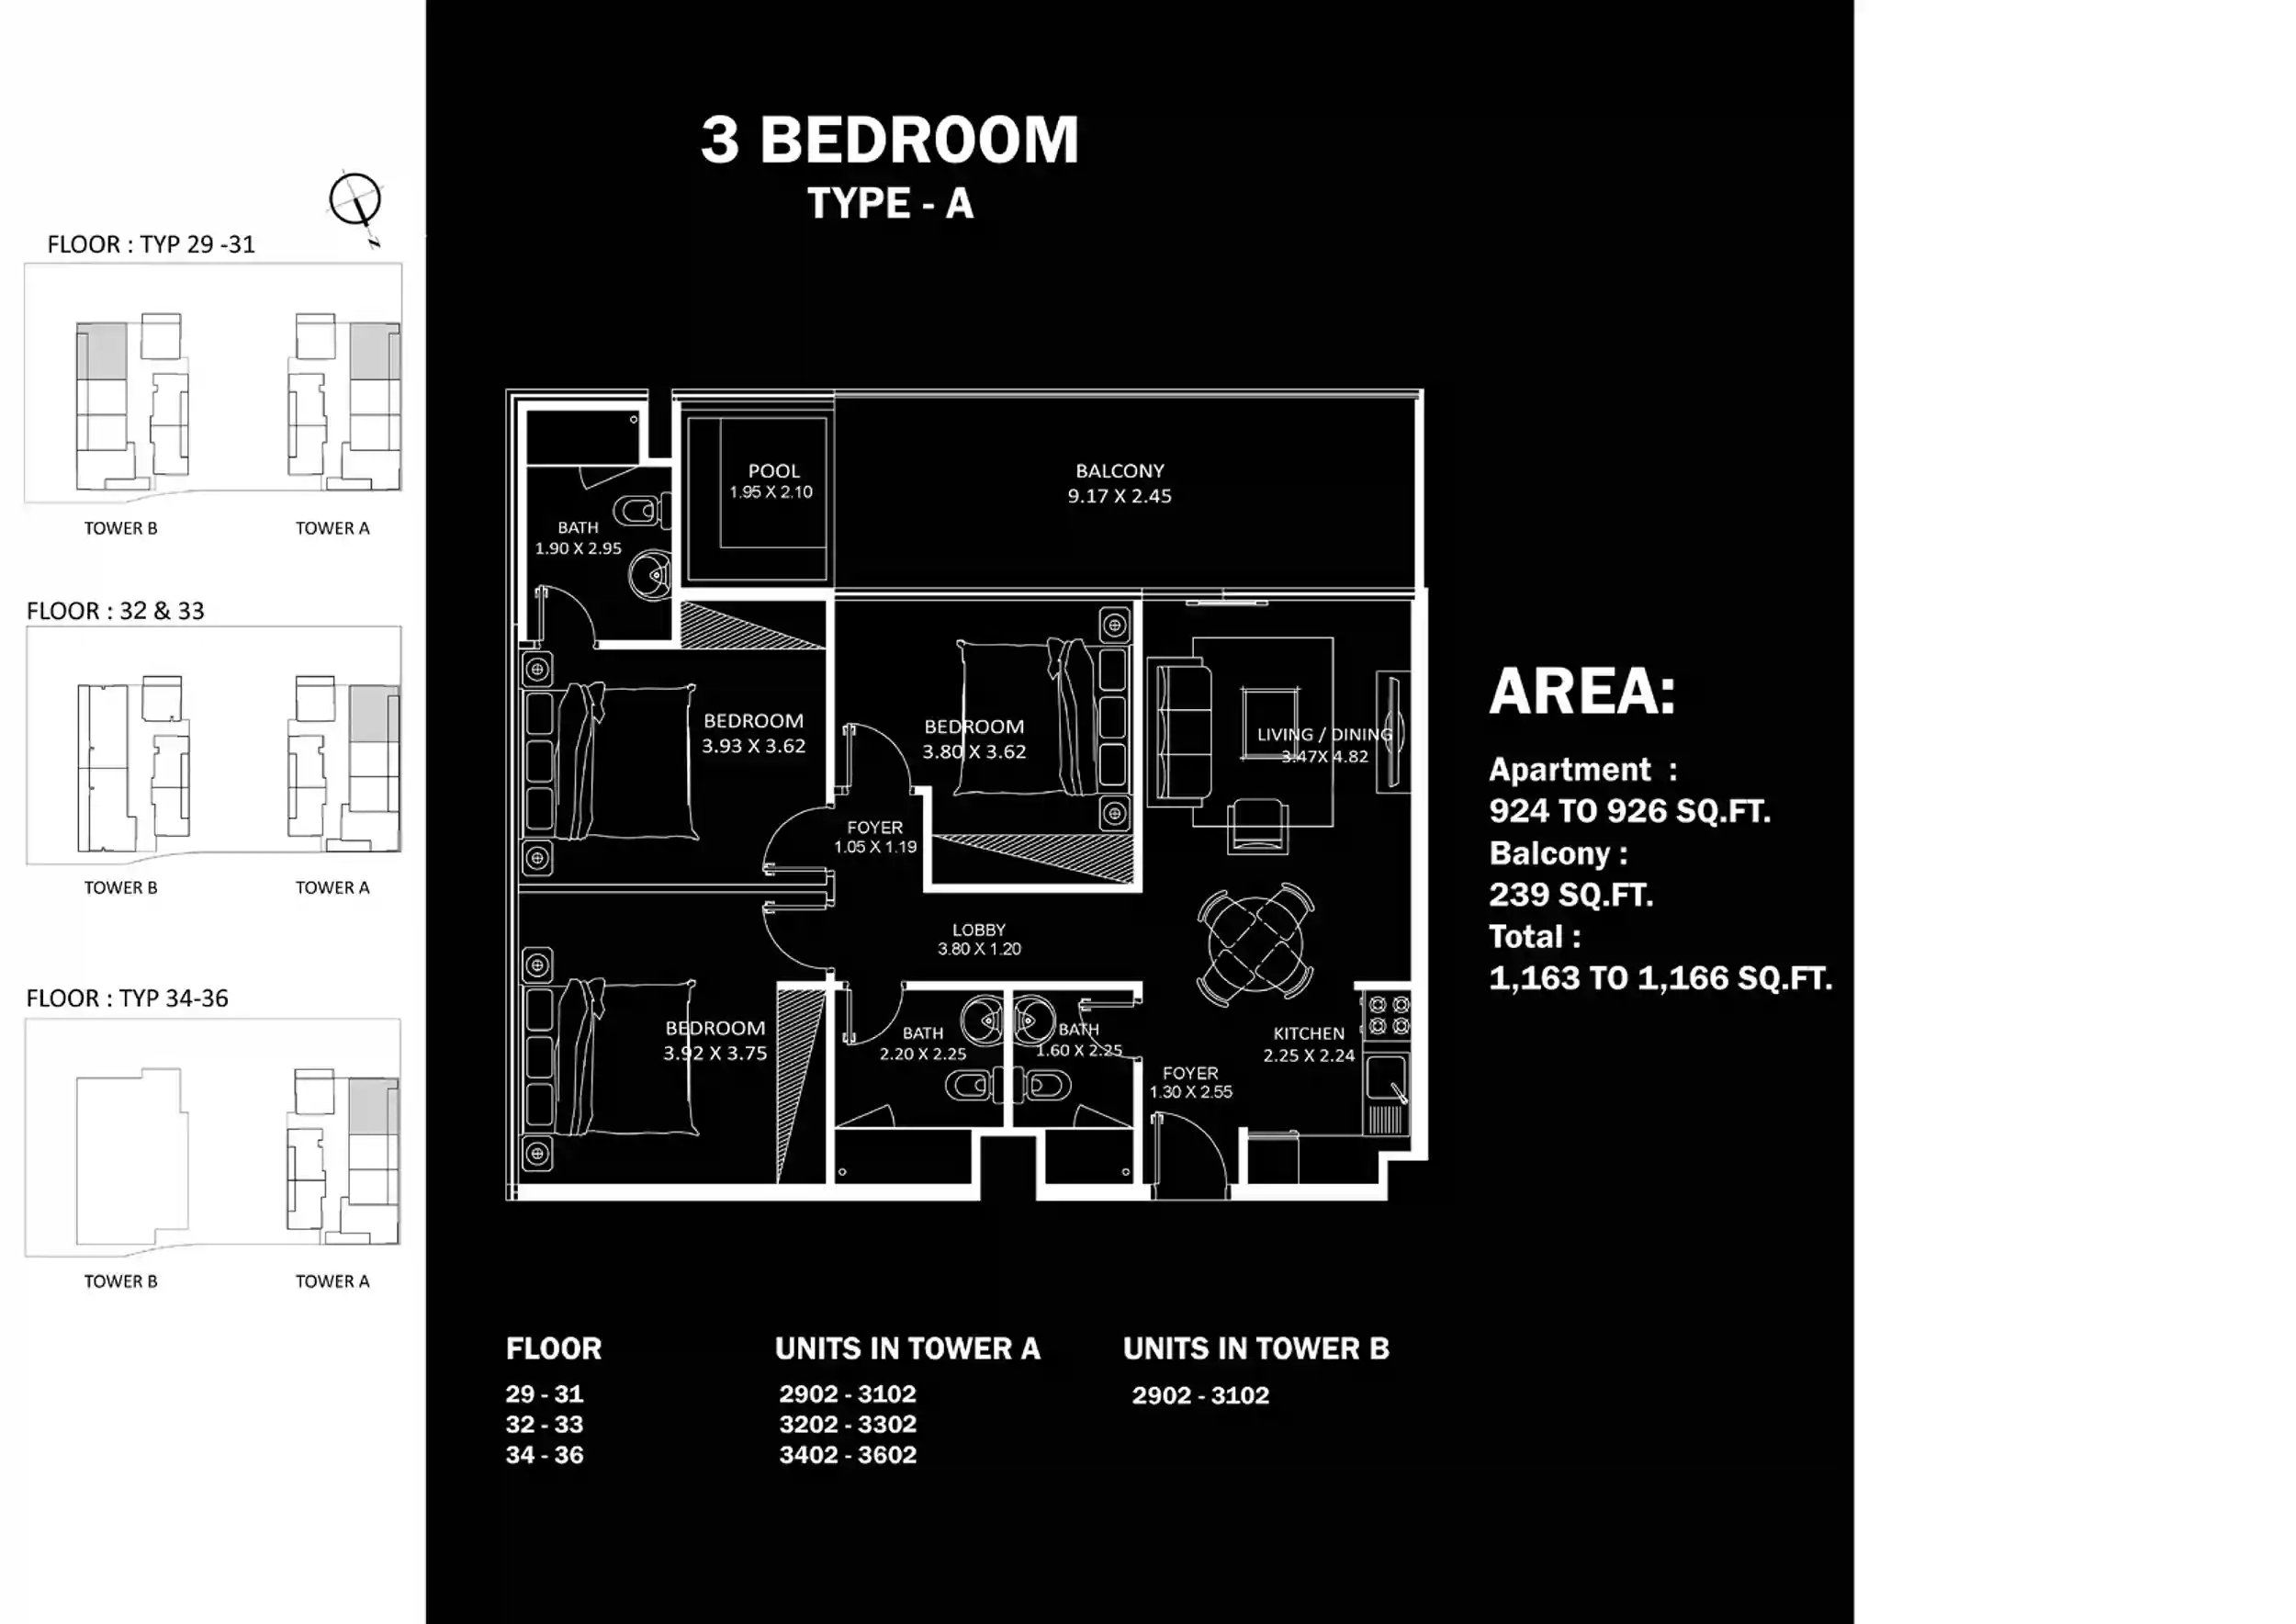 3 BEDROOM
TYPE - A
N
FLOOR : TYP 29 -31
TOWER B
TOWER A
FLOOR : 32 & 33
TOWER B
TOWER A
FLOOR : TYP 34-36
TOWER B
TOWER A
POOL
1.95 X 2.10
BALCONY
9.17 X 2.45
BATH
1.90 X 2.95
BEDROOM
3.93 X 3.62
BEDROOM
3.80 X 3.62
LIVING / DINING
3.47X 4.82
FOYER
1.05 X 1.19
LOBBY
3.80 X 1.20
BEDROOM
3.92 X 3.75
BATH
2.20 X 2.25
BATH
1.60 X 2.25
KITCHEN
2.25 X 2.24
FOYER
1.30 X 2.55
AREA:
Apartment :
924 TO 926 SQ.FT.
Balcony :
239 SQ.FT.
Total :
1,163 TO 1,166 SQ.FT.
FLOOR
29 - 31
32 - 33
34 - 36
UNITS IN TOWER A
2902 - 3102
3202 - 3302
3402 - 3602
UNITS IN TOWER B
2902 - 3102